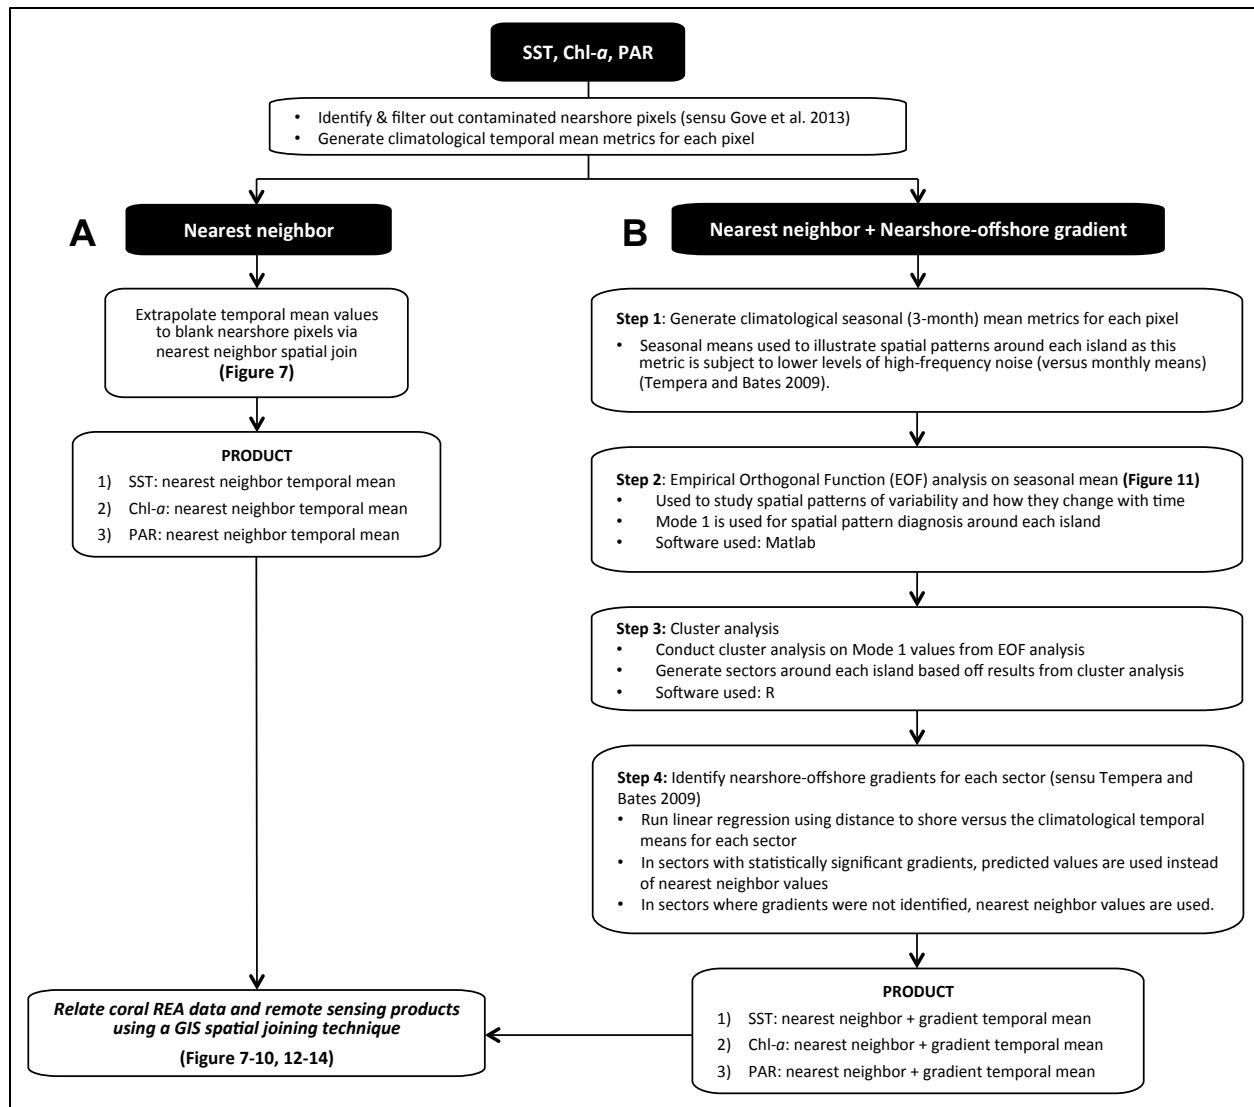 SST, Chl-a, PAR
• Identify & filter out contaminated nearshore pixels (sensu Gove et al. 2013)
• Generate climatological temporal mean metrics for each pixel
A
Nearest neighbor
Extrapolate temporal mean values
to blank nearshore pixels via
nearest neighbor spatial join
(Figure 7)
PRODUCT
1) SST: nearest neighbor temporal mean
2) Chl-a: nearest neighbor temporal mean
3) PAR: nearest neighbor temporal mean
B
Nearest neighbor + Nearshore-offshore gradient
Step 1: Generate climatological seasonal (3-month) mean metrics for each pixel
• Seasonal means used to illustrate spatial patterns around each island as this
metric is subject to lower levels of high-frequency noise (versus monthly means)
(Tempera and Bates 2009).
Step 2: Empirical Orthogonal Function (EOF) analysis on seasonal mean (Figure 11)
• Used to study spatial patterns of variability and how they change with time
• Mode 1 is used for spatial pattern diagnosis around each island
• Software used: Matlab
Step 3: Cluster analysis
• Conduct cluster analysis on Mode 1 values from EOF analysis
• Generate sectors around each island based off results from cluster analysis
• Software used: R
Step 4: Identify nearshore-offshore gradients for each sector (sensu Tempera and
Bates 2009)
• Run linear regression using distance to shore versus the climatological temporal
means for each sector
• In sectors with statistically significant gradients, predicted values are used instead
of nearest neighbor values
• In sectors where gradients were not identified, nearest neighbor values are used.
PRODUCT
1) SST: nearest neighbor + gradient temporal mean
2) Chl-a: nearest neighbor + gradient temporal mean
3) PAR: nearest neighbor + gradient temporal mean
Relate coral REA data and remote sensing products
using a GIS spatial joining technique
(Figure 7-10, 12-14)